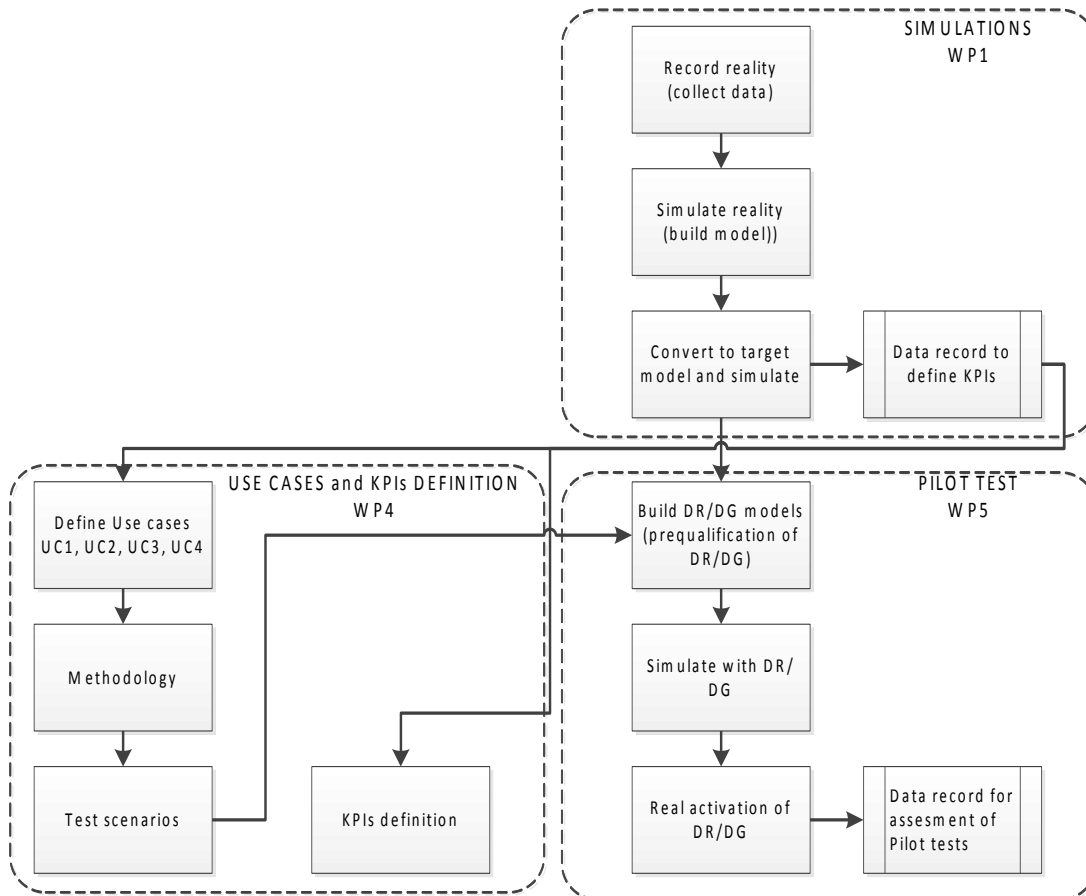 SIMULATIONS
WP1
Record reality
(collect data)
Simulate reality
(build model))
Convert to target
model and simulate
Data record to
define KPIs
USE CASES and KPIs DEFINITION
WP4
Define Use cases
UC1, UC2, UC3, UC4
Methodology
Test scenarios
KPIs definition
PILOT TEST
WP5
Build DR/DG models
(prequalification of
DR/DG)
Simulate with DR/
DG
Real activation of
DR/DG
Data record for
assesment of
Pilot tests